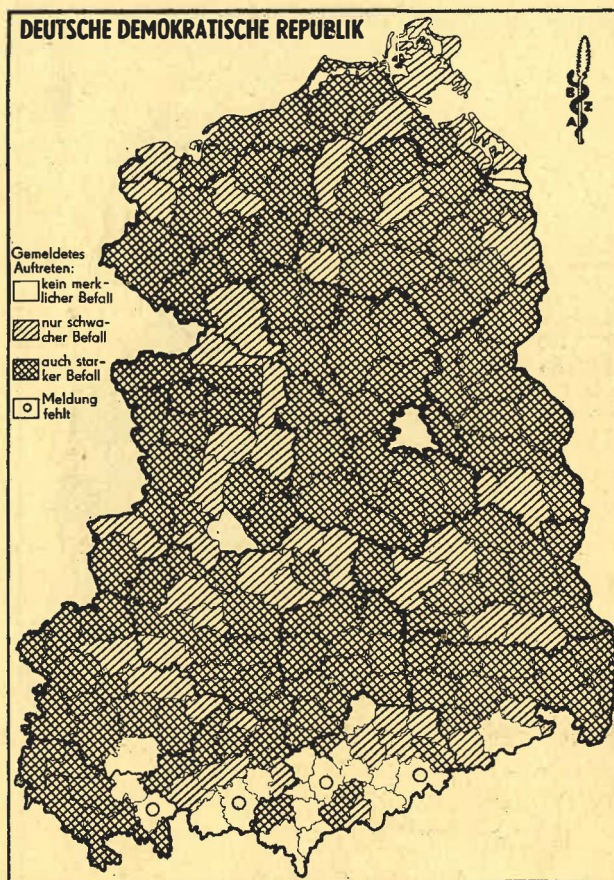 DEUTSCHE DEMOKRATISCHE REPUBLIK
B
Z
A
Gemeldetes
Auftreten:
kein merk-
licher Befall
nur schwa-
cher Befall
auch star-
ker Befall
Meldung
fehlt